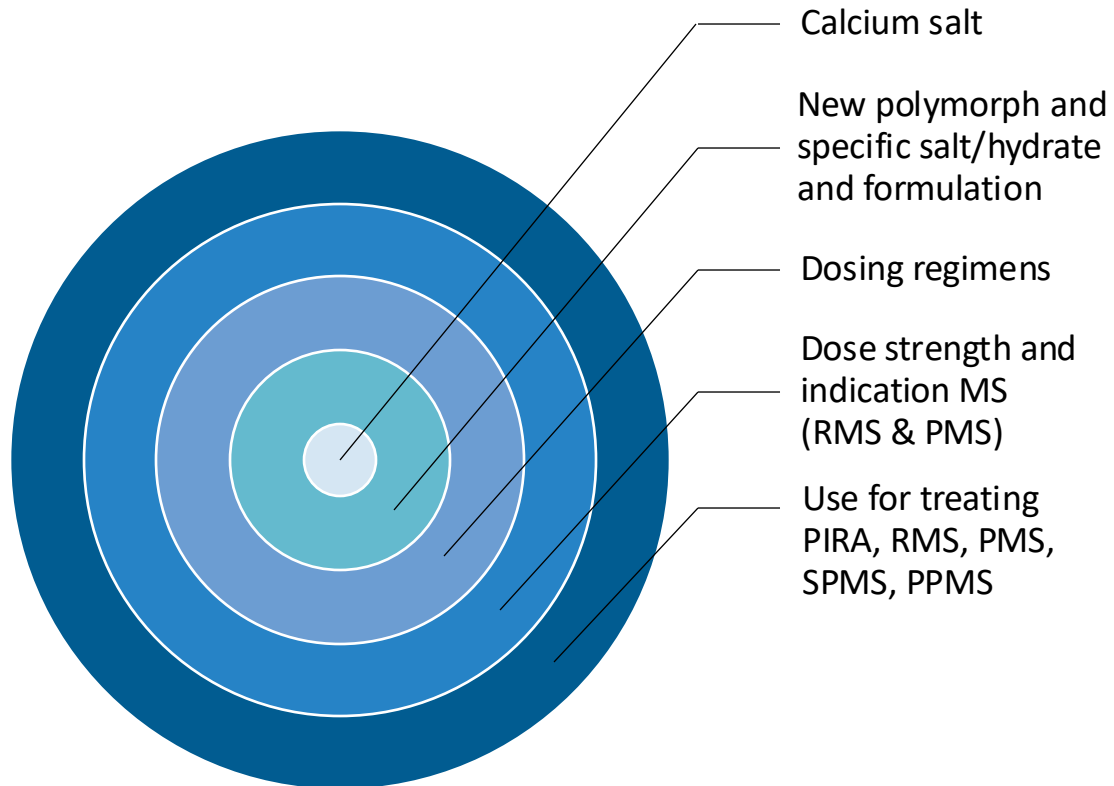 Calcium salt
New polymorph and
specific salt/hydrate
and formulation
Dosing regimens
Dose strength and
indication MS
(RMS & PMS)
Use for treating
PIRA, RMS, PMS,
SPMS, PPMS